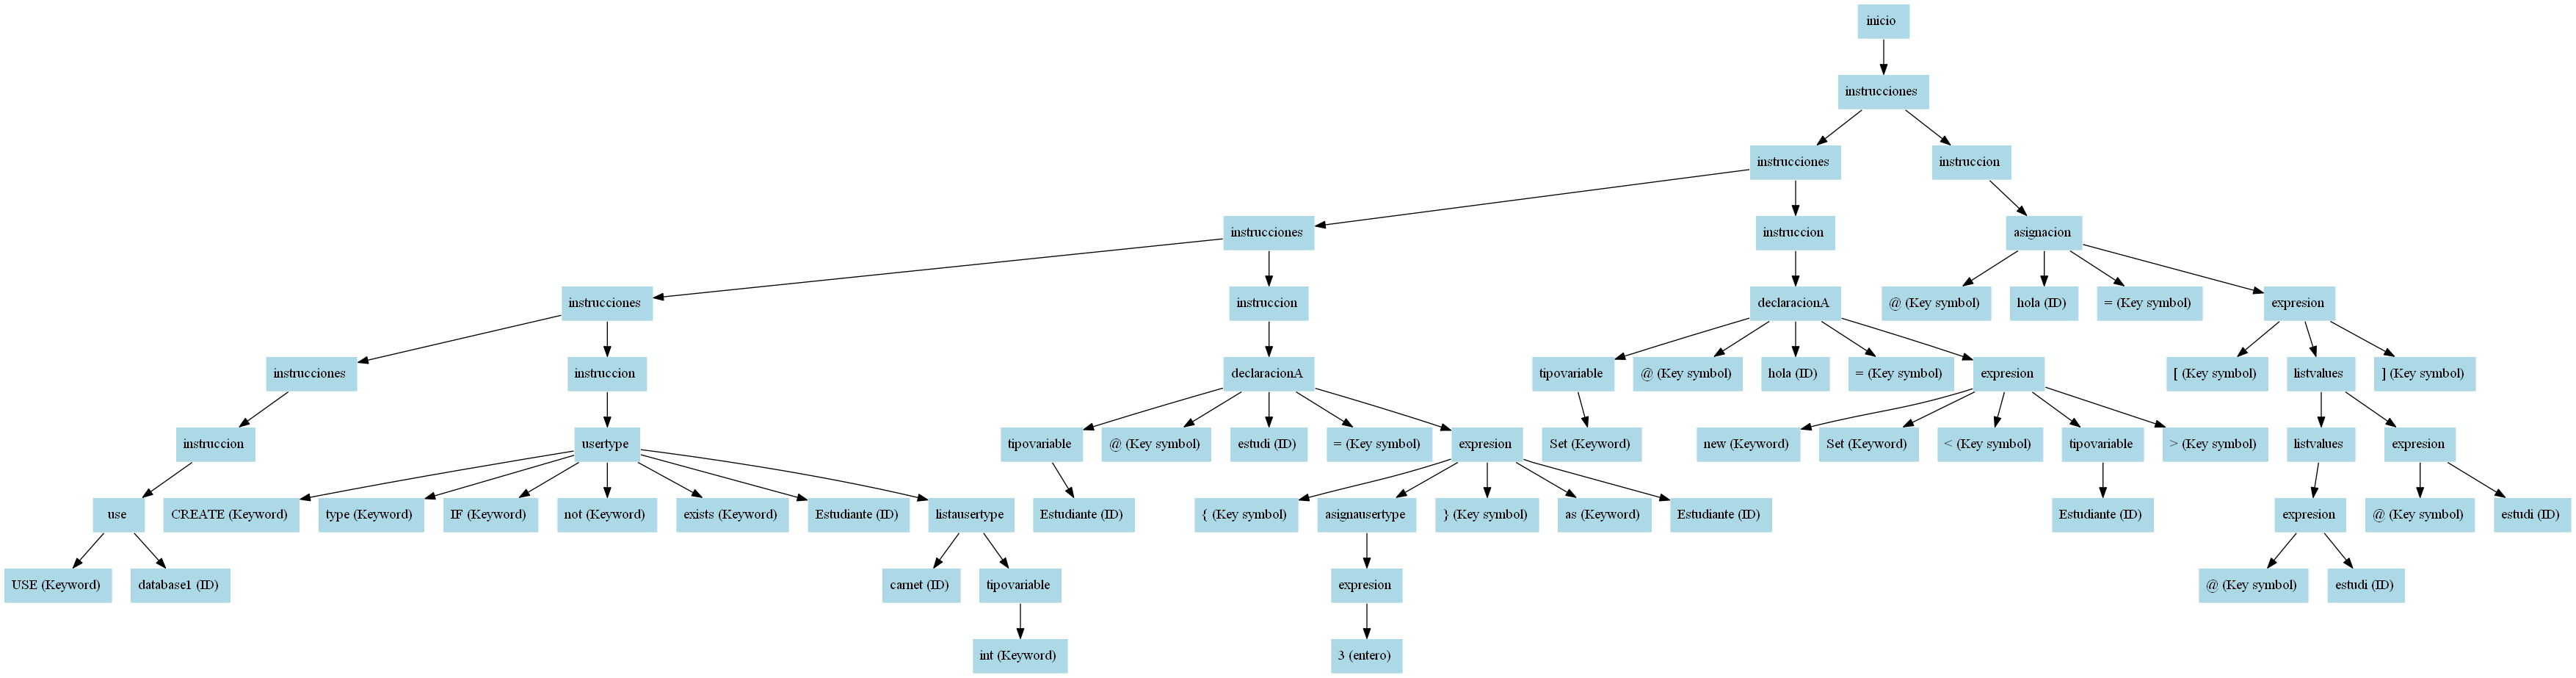 inicio
instrucciones
instrucciones
instruccion
instrucciones
instruccion
asignacion
instrucciones
instruccion
declaracionA
@ (Key symbol)
hola (ID)
= (Key symbol)
expresion
instrucciones
instruccion
declaracionA
tipovariable
@ (Key symbol)
hola (ID)
= (Key symbol)
expresion
[ (Key symbol)
listvalues
] (Key symbol)
instruccion
usertype
tipovariable
@ (Key symbol)
estudi (ID)
= (Key symbol)
expresion
Set (Keyword)
new (Keyword)
Set (Keyword)
< (Key symbol)
tipovariable
> (Key symbol)
listvalues
expresion
use
CREATE (Keyword)
type (Keyword)
IF (Keyword)
not (Keyword)
exists (Keyword)
Estudiante (ID)
listausertype
Estudiante (ID)
{ (Key symbol)
asignausertype
} (Key symbol)
as (Keyword)
Estudiante (ID)
Estudiante (ID)
expresion
@ (Key symbol)
estudi (ID)
USE (Keyword)
database1 (ID)
carnet (ID)
tipovariable
expresion
@ (Key symbol)
estudi (ID)
int (Keyword)
3 (entero)